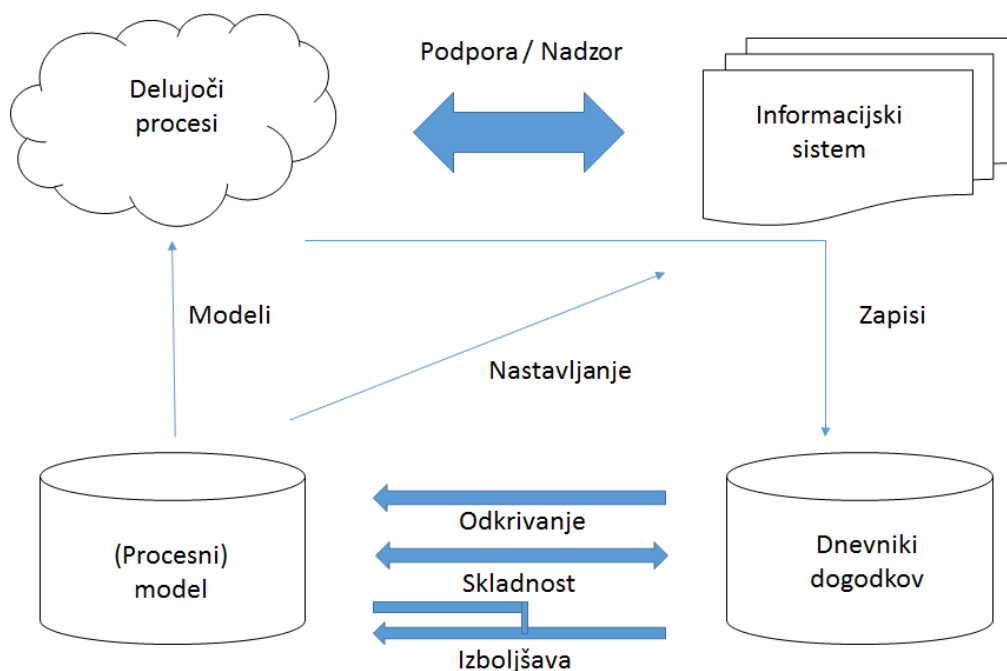 Podpora / Nadzor
Delujoči
procesi
Informacijski
sistem
Modeli
Zapisi
Nastavljanje
(Procesni)
model
Odkrivanje
Skladnost
Izboljšava
Dnevniki
dogodkov